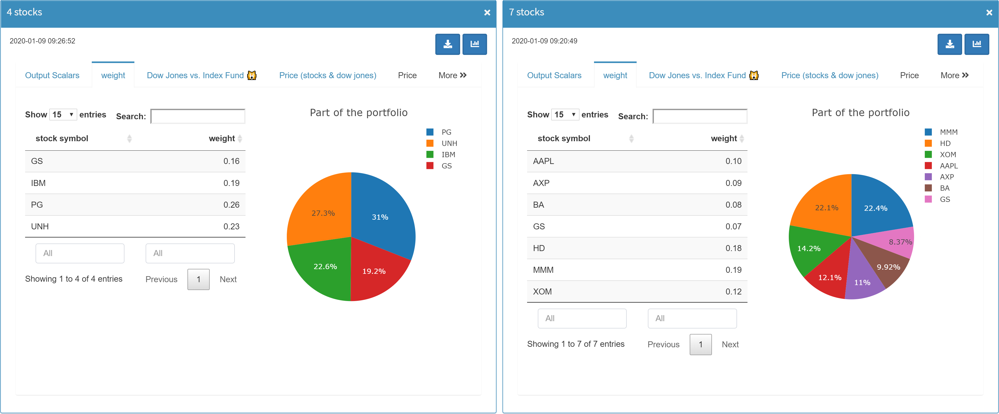 4 stocks
2020-01-09 09:26:52
Output Scalars weight Dow Jones vs. Index Fund 🙀 Price (stocks & dow jones) Price More »
Show 15 entries Search:
stock symbol weight
GS 0.16
IBM 0.19
PG 0.26
UNH 0.23
All All
Showing 1 to 4 of 4 entries Previous 1 Next
Part of the portfolio
PG
UNH
IBM
GS
27.3%
31%
22.6%
19.2%
7 stocks
2020-01-09 09:20:49
Output Scalars weight Dow Jones vs. Index Fund 🙀 Price (stocks & dow jones) Price More »
Show 15 entries Search:
stock symbol weight
AAPL 0.10
AXP 0.09
BA 0.08
GS 0.07
HD 0.18
MMM 0.19
XOM 0.12
All All
Showing 1 to 7 of 7 entries Previous 1 Next
Part of the portfolio
MMM
HD
XOM
AAPL
AXP
BA
GS
22.1%
22.4%
8.37%
14.2%
9.92%
12.1%
11%